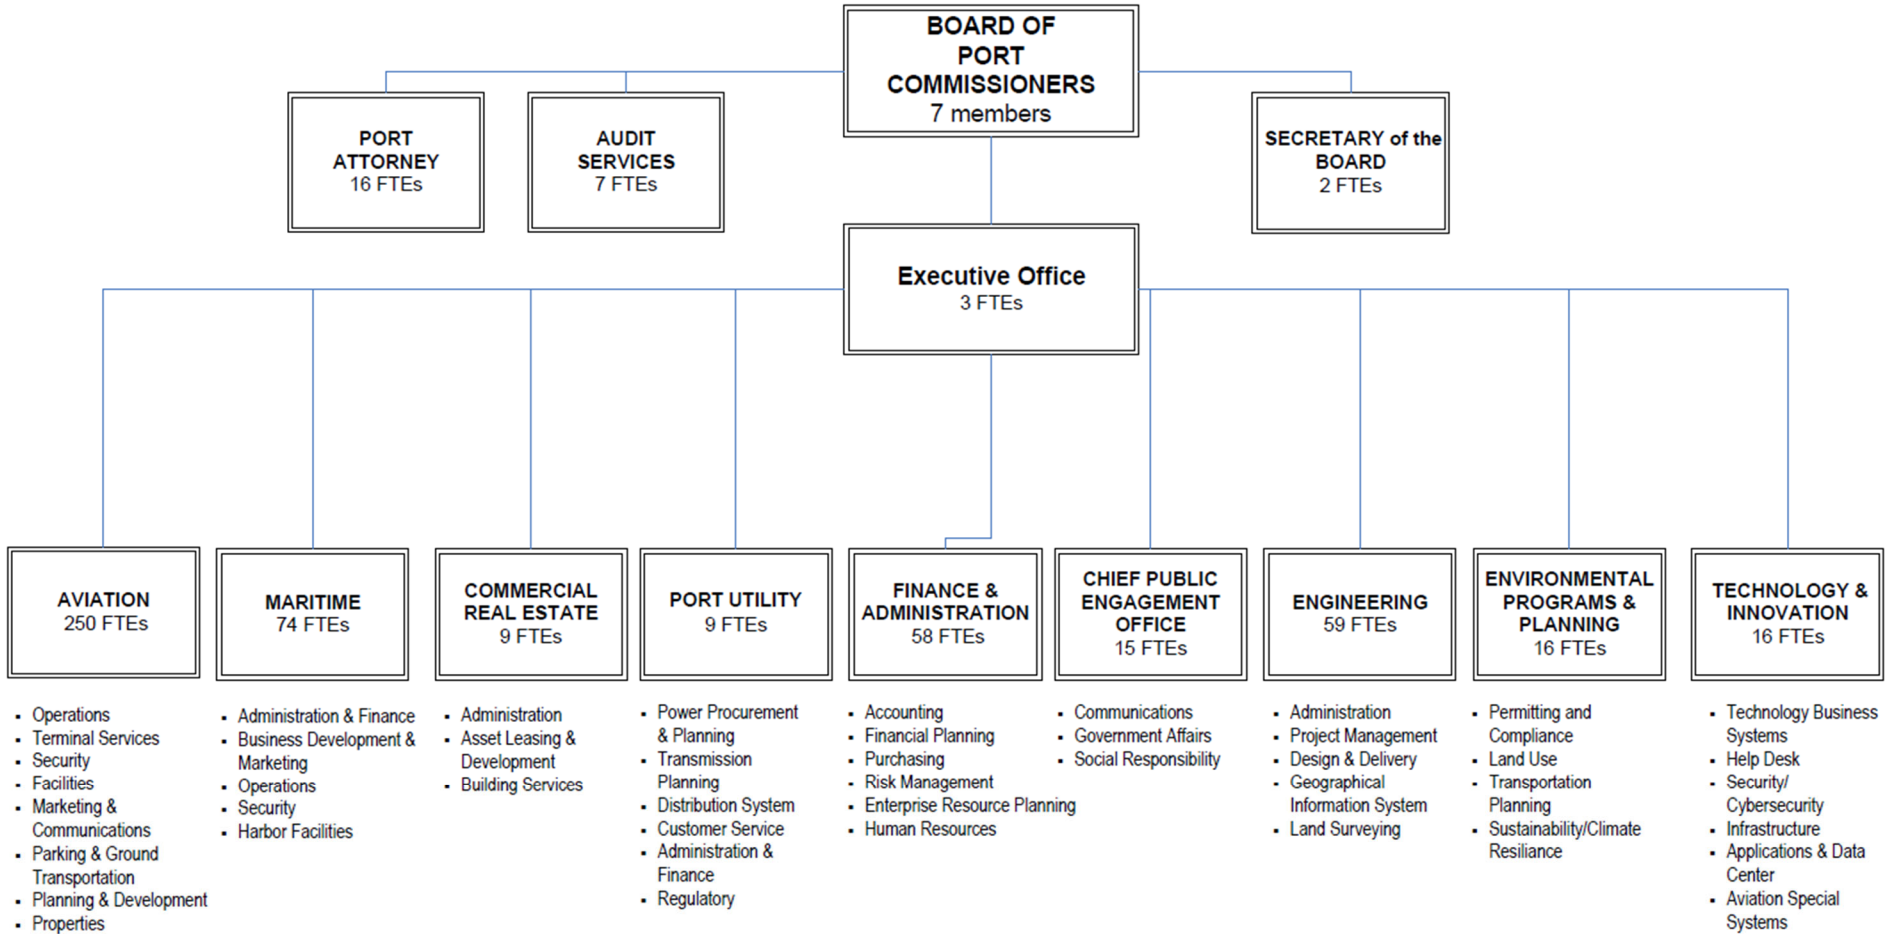 BOARD OF
PORT
COMMISSIONERS
7 members
PORT
ATTORNEY
16 FTEs
AUDIT
SERVICES
7 FTEs
SECRETARY of the
BOARD
2 FTEs
Executive Office
3 FTEs
AVIATION
250 FTEs
MARITIME
74 FTEs
COMMERCIAL
REAL ESTATE
9 FTEs
PORT UTILITY
9 FTEs
FINANCE &
ADMINISTRATION
58 FTEs
CHIEF PUBLIC
ENGAGEMENT
OFFICE
15 FTEs
ENGINEERING
59 FTEs
ENVIRONMENTAL
PROGRAMS &
PLANNING
16 FTEs
TECHNOLOGY &
INNOVATION
16 FTEs
▪ Operations
▪ Terminal Services
▪ Security
▪ Facilities
▪ Marketing &
Communications
▪ Parking & Ground
Transportation
▪ Planning & Development
▪ Properties
▪ Administration & Finance
▪ Business Development &
Marketing
▪ Operations
▪ Security
▪ Harbor Facilities
▪ Administration
▪ Asset Leasing &
Development
▪ Building Services
▪ Power Procurement
& Planning
▪ Transmission
Planning
▪ Distribution System
▪ Customer Service
▪ Administration &
Finance
▪ Regulatory
▪ Accounting
▪ Financial Planning
▪ Purchasing
▪ Risk Management
▪ Enterprise Resource Planning
▪ Human Resources
▪ Communications
▪ Government Affairs
▪ Social Responsibility
▪ Administration
▪ Project Management
▪ Design & Delivery
▪ Geographical
Information System
▪ Land Surveying
▪ Permitting and
Compliance
▪ Land Use
▪ Transportation
Planning
▪ Sustainability/Climate
Resiliance
▪ Technology Business
Systems
▪ Help Desk
▪ Security/
Cybersecurity
▪ Infrastructure
▪ Applications & Data
Center
▪ Aviation Special
Systems